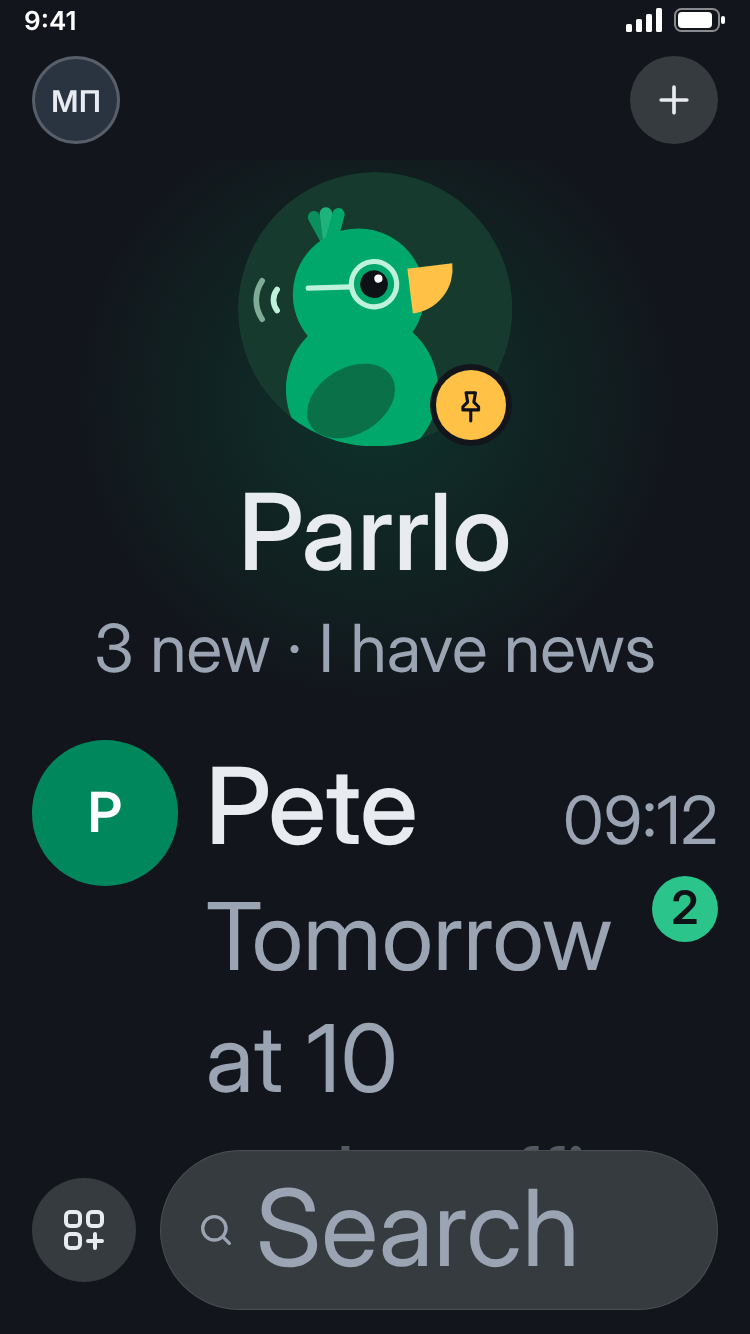 9:41
МП
Parrlo
3 new · I have news
P
Pete
09:12
Tomorrow
2
at 10
Search